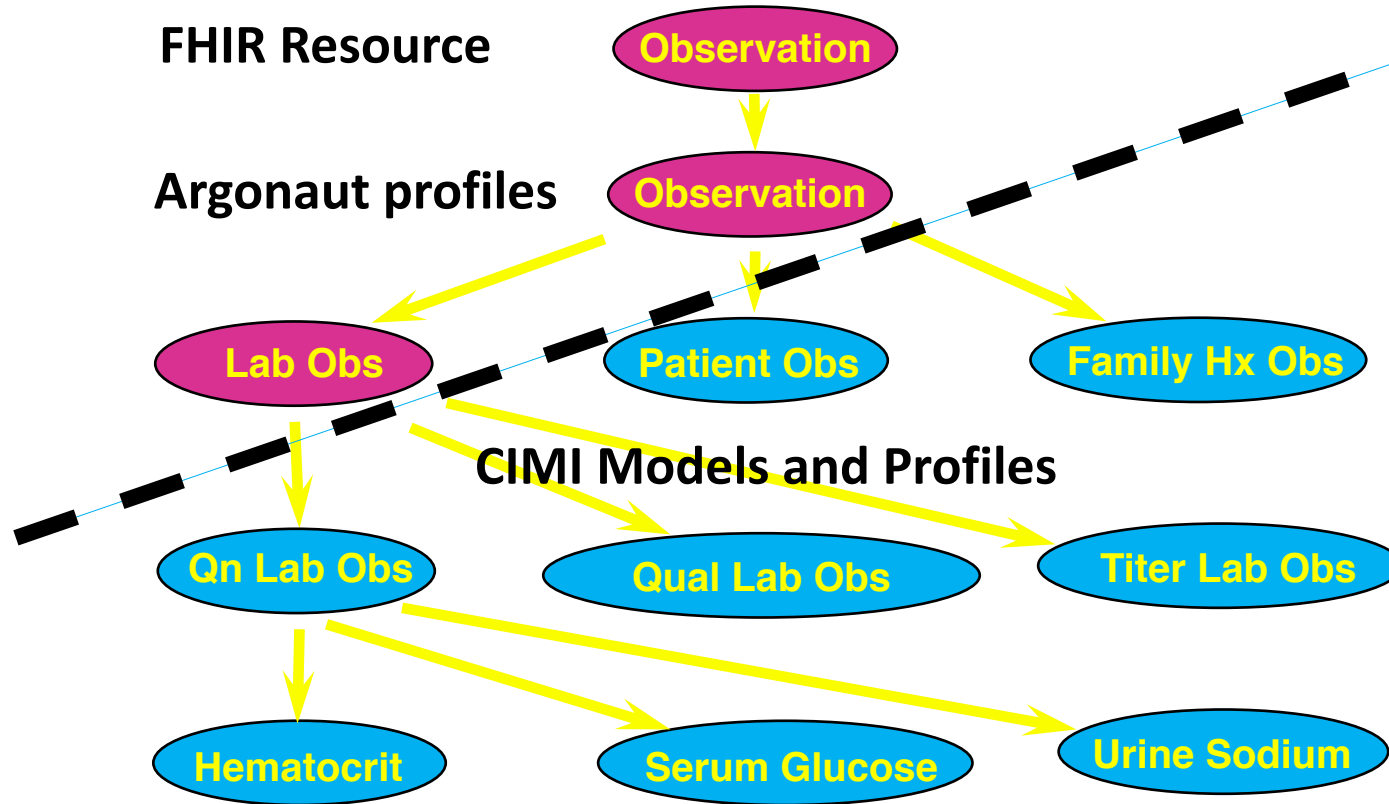 FHIR Resource
Observation
Argonaut profiles
Observation
Lab Obs
Patient Obs
Family Hx Obs
CIMI Models and Profiles
Qn Lab Obs
Qual Lab Obs
Titer Lab Obs
Hematocrit
Serum Glucose
Urine Sodium